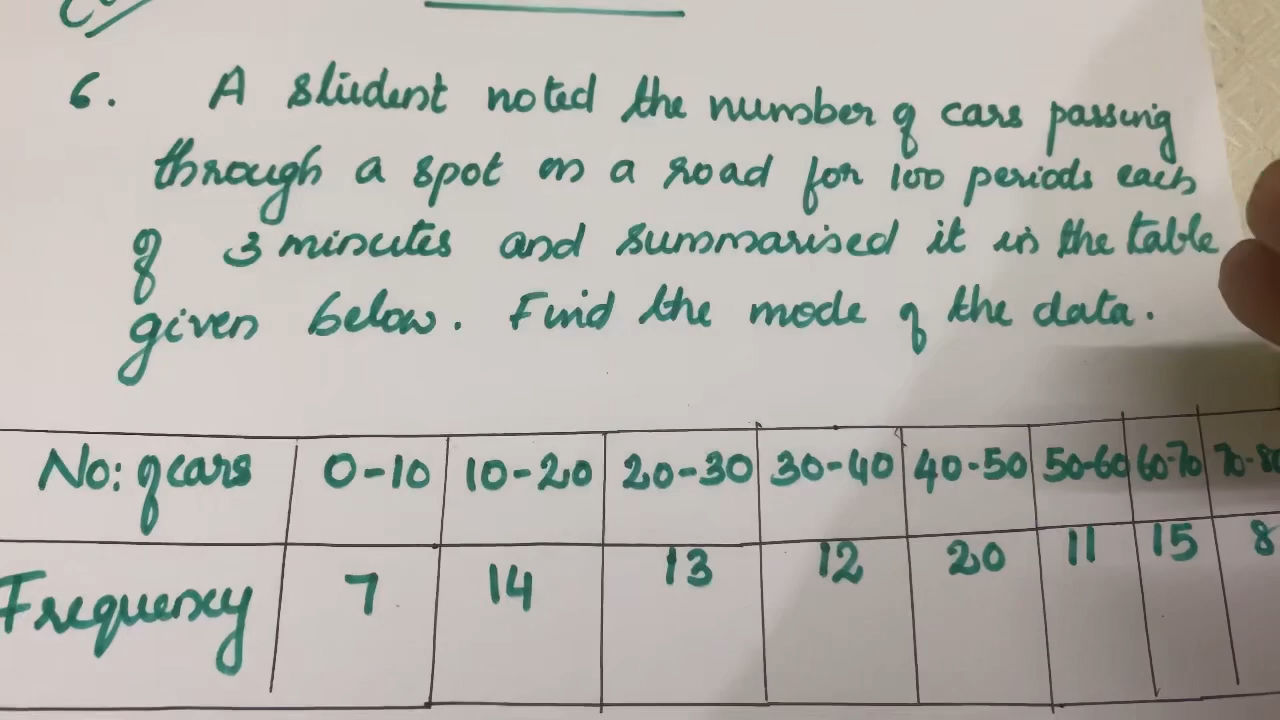 6. A student noted the number of cars passing
through a spot on a road for 100 periods each
of 3 minutes and summarised it in the table
given below. Find the mode of the data.
No: of cars 0-10 10-20 20-30 30-40 40-50 50-60 60-70 70-80
Frequency 7 14 13 12 20 11 15 8